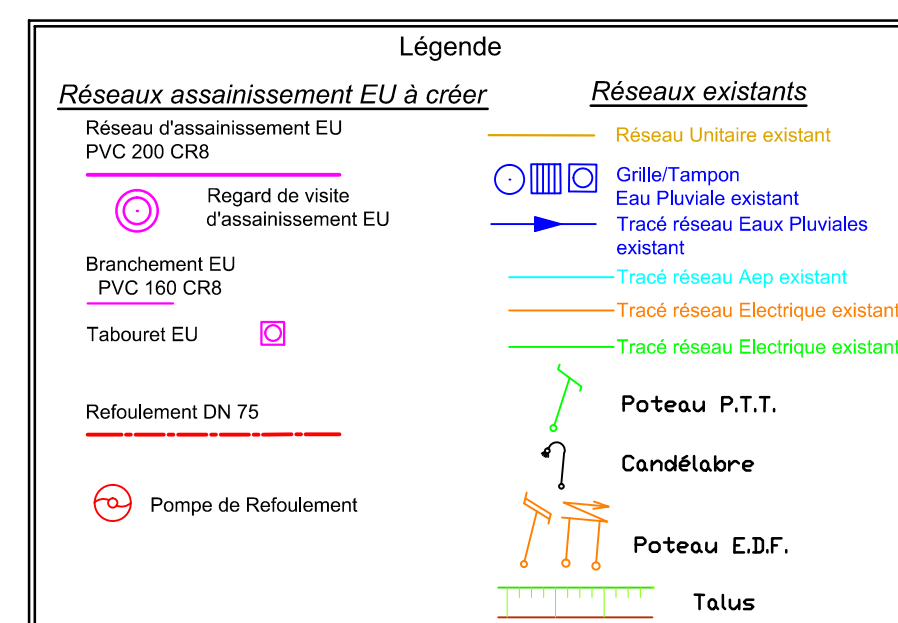 Légende
Réseaux assainissement EU à créer
Réseau d'assainissement EU
PVC 200 CR8
Regard de visite
d'assainissement EU
Branchement EU
PVC 160 CR8
Tabouret EU
Refoulement DN 75
Pompe de Refoulement
Réseaux existants
Réseau Unitaire existant
Grille/Tampon
Eau Pluviale existant
Tracé réseau Eaux Pluviales
existant
Tracé réseau Aep existant
Tracé réseau Electrique existant
Tracé réseau Electrique existant
Poteau P.T.T.
Candélabre
Poteau E.D.F.
Talus